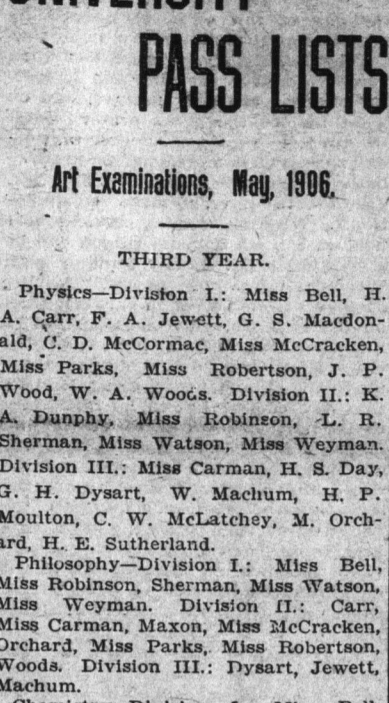 UNIVERSITY
PASS LISTS
Art Examinations, May, 1906.
THIRD YEAR.
Physics—Division I.: Miss Bell, H.
A. Carr, F. A. Jewett, G. S. Macdon-
ald, C. D. McCormac, Miss McCracken,
Miss Parks, Miss Robertson, J. P.
Wood, W. A. Woods. Division II.: K.
A. Dunphy, Miss Robinson, L. R.
Sherman, Miss Watson, Miss Weyman.
Division III.: Miss Carman, H. S. Day,
G. H. Dysart, W. Machum, H. P.
Moulton, C. W. McLatchey, M. Orch-
ard, H. E. Sutherland.
Philosophy—Division I.: Miss Bell,
Miss Robinson, Sherman, Miss Watson,
Miss Weyman. Division II.: Carr,
Miss Carman, Maxon, Miss McCracken,
Orchard, Miss Parks, Miss Robertson,
Woods. Division III.: Dysart, Jewett,
Machum.